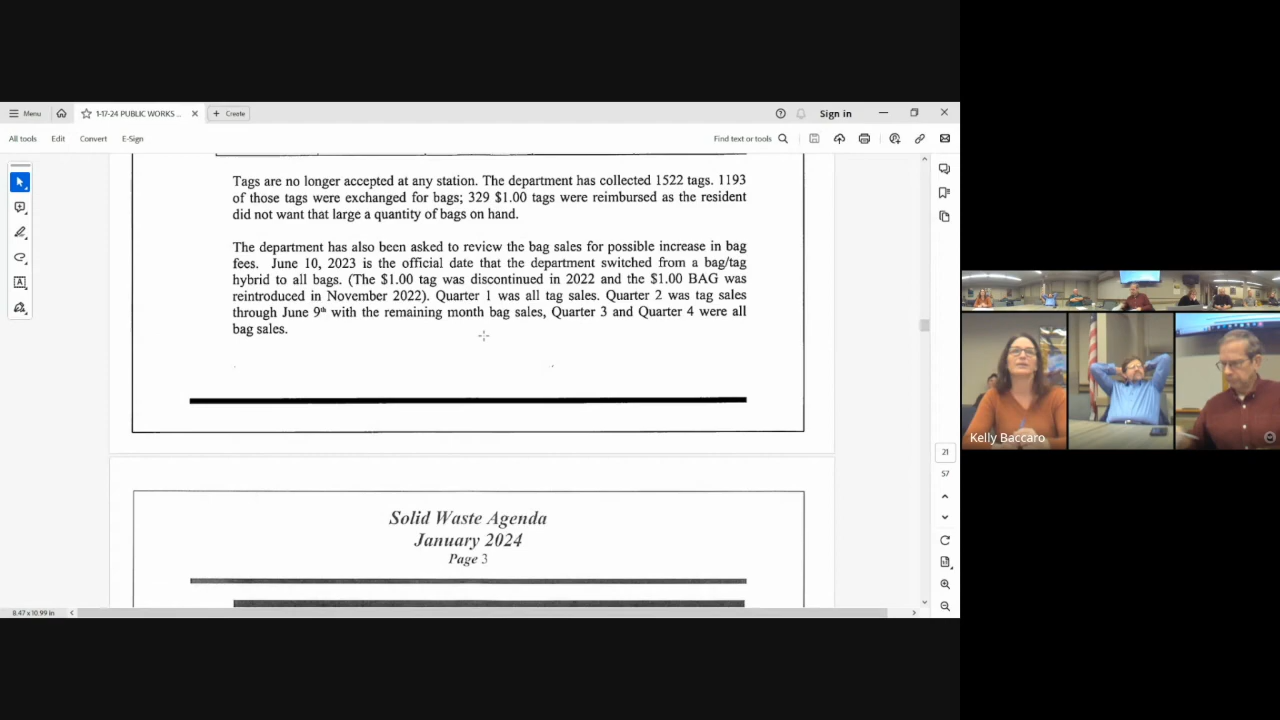 Menu
1-17-24 PUBLIC WORKS ...
Create
Sign in
All tools
Edit
Convert
E-Sign
Find text or tools
Tags are no longer accepted at any station. The department has collected 1522 tags. 1193
of those tags were exchanged for bags; 329 $1.00 tags were reimbursed as the resident
did not want that large a quantity of bags on hand.
The department has also been asked to review the bag sales for possible increase in bag
fees. June 10, 2023 is the official date that the department switched from a bag/tag
hybrid to all bags. (The $1.00 tag was discontinued in 2022 and the $1.00 BAG was
reintroduced in November 2022). Quarter 1 was all tag sales. Quarter 2 was tag sales
through June 9th with the remaining month bag sales, Quarter 3 and Quarter 4 were all
bag sales.
Solid Waste Agenda
January 2024
Page 3
21
57
8.47 x 10.99 in
Kelly Baccaro